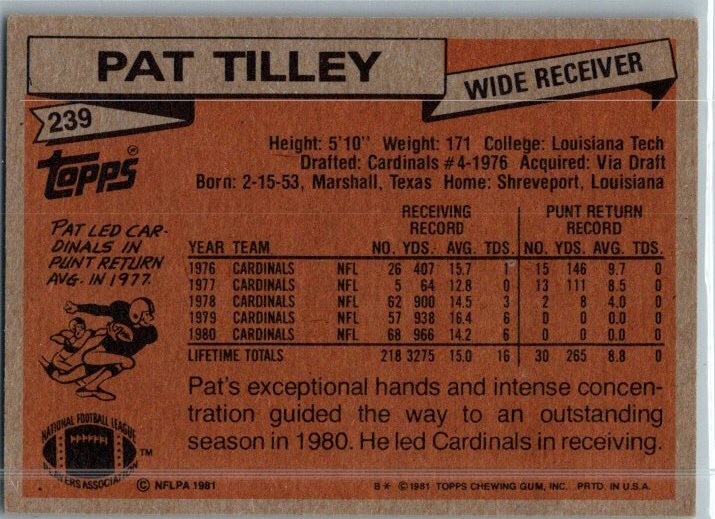 PAT TILLEY
WIDE RECEIVER
239
Topps®
Height: 5'10" Weight: 171 College: Louisiana Tech
Drafted: Cardinals #4-1976 Acquired: Via Draft
Born: 2-15-53, Marshall, Texas Home: Shreveport, Louisiana
PAT LED CAR-
DINALS IN
PUNT RETURN
AVG. IN 1977.
RECEIVING RECORD PUNT RETURN RECORD
YEAR TEAM NO. YDS. AVG. TDS. NO. YDS. AVG. TDS.
1976 CARDINALS NFL 26 407 15.7 1 15 146 9.7 0
1977 CARDINALS NFL 5 64 12.8 0 13 111 8.5 0
1978 CARDINALS NFL 62 900 14.5 3 2 8 4.0 0
1979 CARDINALS NFL 57 938 16.4 6 0 0 0.0 0
1980 CARDINALS NFL 68 966 14.2 6 0 0 0.0 0
LIFETIME TOTALS 218 3275 15.0 16 30 265 8.8 0
Pat's exceptional hands and intense concen-
tration guided the way to an outstanding
season in 1980. He led Cardinals in receiving.
NATIONAL FOOTBALL LEAGUE
PLAYERS ASSOCIATION
TM
© NFLPA 1981
B* © 1981 TOPPS CHEWING GUM, INC. PRTD. IN U.S.A.